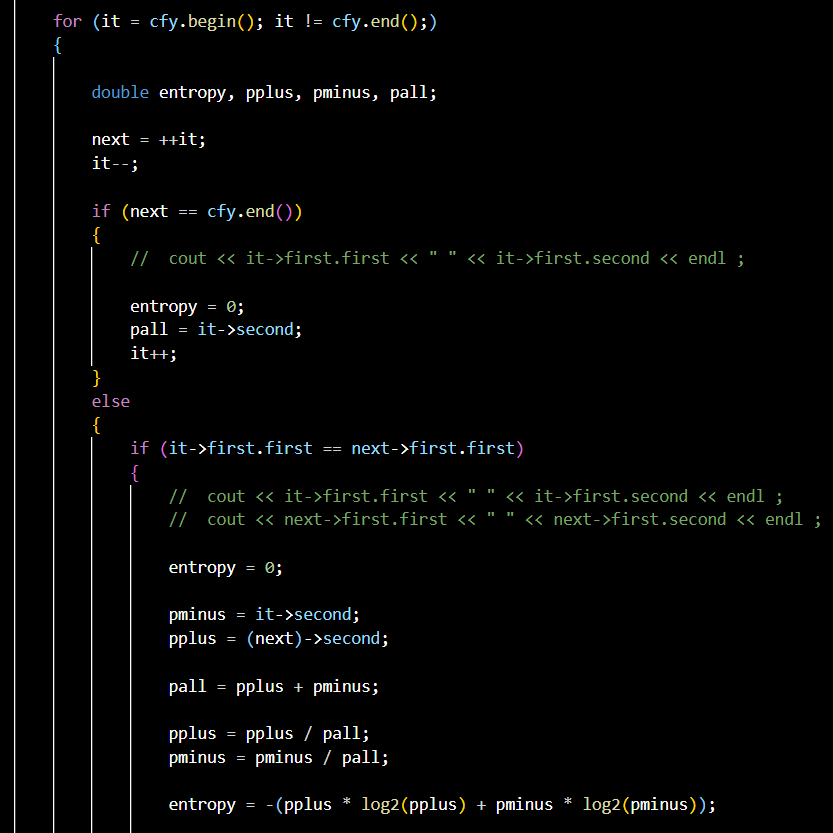 for (it = cfy.begin(); it != cfy.end();)
{
double entropy, pplus, pminus, pall;
next = ++it;
it--;
if (next == cfy.end())
{
//  cout << it->first.first << " " << it->first.second << endl ;
entropy = 0;
pall = it->second;
it++;
}
else
{
if (it->first.first == next->first.first)
{
//  cout << it->first.first << " " << it->first.second << endl ;
//  cout << next->first.first << " " << next->first.second << endl ;
entropy = 0;
pminus = it->second;
pplus = (next)->second;
pall = pplus + pminus;
pplus = pplus / pall;
pminus = pminus / pall;
entropy = -(pplus * log2(pplus) + pminus * log2(pminus));